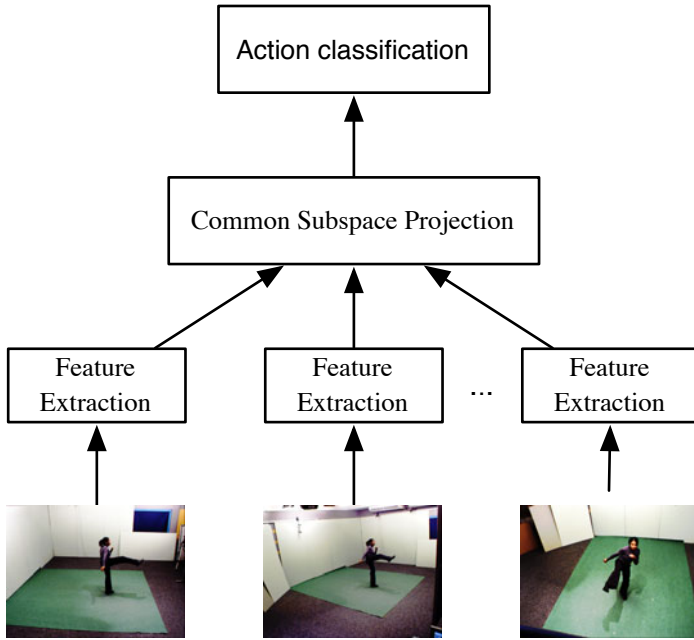 Action classification
Common Subspace Projection
Feature
Extraction
Feature
Extraction
...
Feature
Extraction